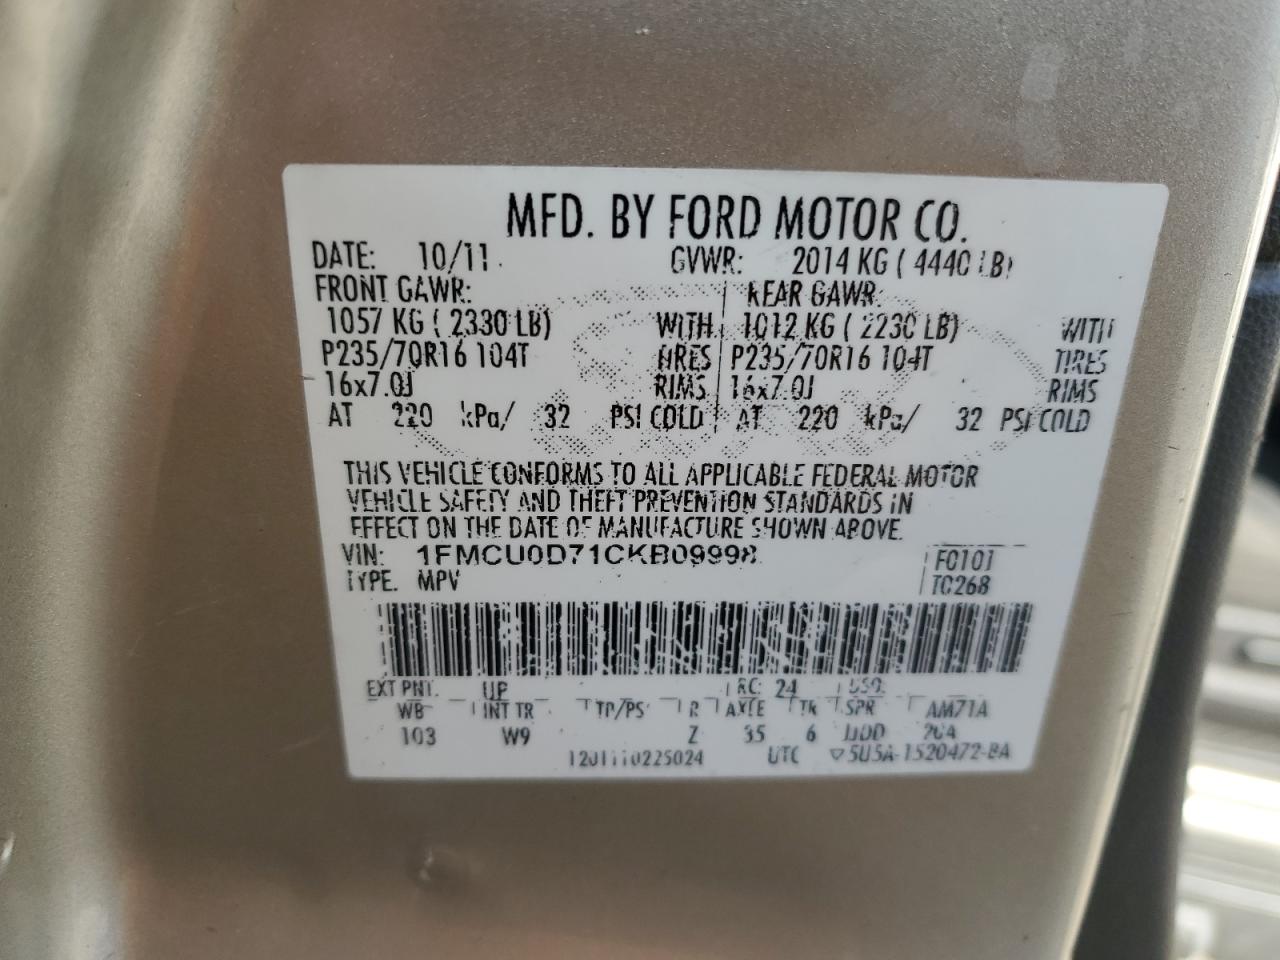 MFD. BY FORD MOTOR CO.
DATE: 10/11 GVWR: 2014 KG ( 4440 LB)
FRONT GAWR: REAR GAWR:
1057 KG ( 2330 LB) WITH 1012 KG ( 2230 LB) WITH
P235/70R16 104T TIRES P235/70R16 104T TIRES
16x7.0J RIMS 16x7.0J RIMS
AT 220 kPa/ 32 PSI COLD AT 220 kPa/ 32 PSI COLD
THIS VEHICLE CONFORMS TO ALL APPLICABLE FEDERAL MOTOR
VEHICLE SAFETY AND THEFT PREVENTION STANDARDS IN
EFFECT ON THE DATE OF MANUFACTURE SHOWN ABOVE.
VIN: 1FMCU0D71CKB09998 F0101
TYPE: MPV T0268
EXT PNT: UP RC: 24 DSO:
WB INT TR TP/PS R AXLE TR SPR AM71A
103 W9 Z 35 6
UTC ▽5U5A-1520472-BA